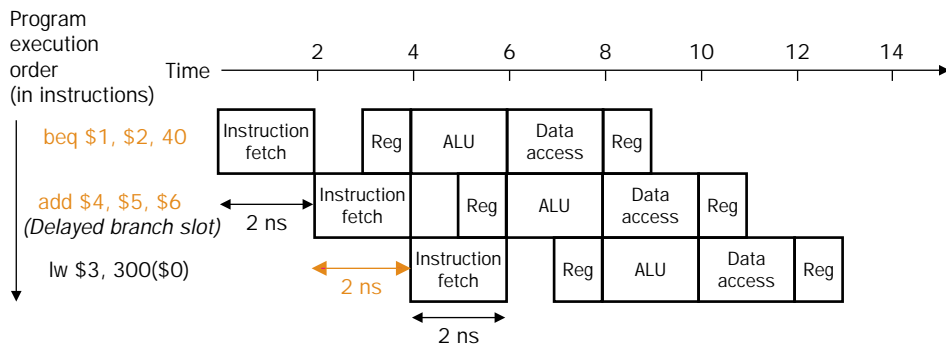 Program
execution
order
(in instructions)
Time
2 4 6 8 10 12 14
beq $1, $2, 40
Instruction
fetch
Reg
ALU
Data
access
Reg
add $4, $5, $6
(Delayed branch slot)
2 ns
Instruction
fetch
Reg
ALU
Data
access
Reg
lw $3, 300($0)
2 ns
Instruction
fetch
Reg
ALU
Data
access
Reg
2 ns